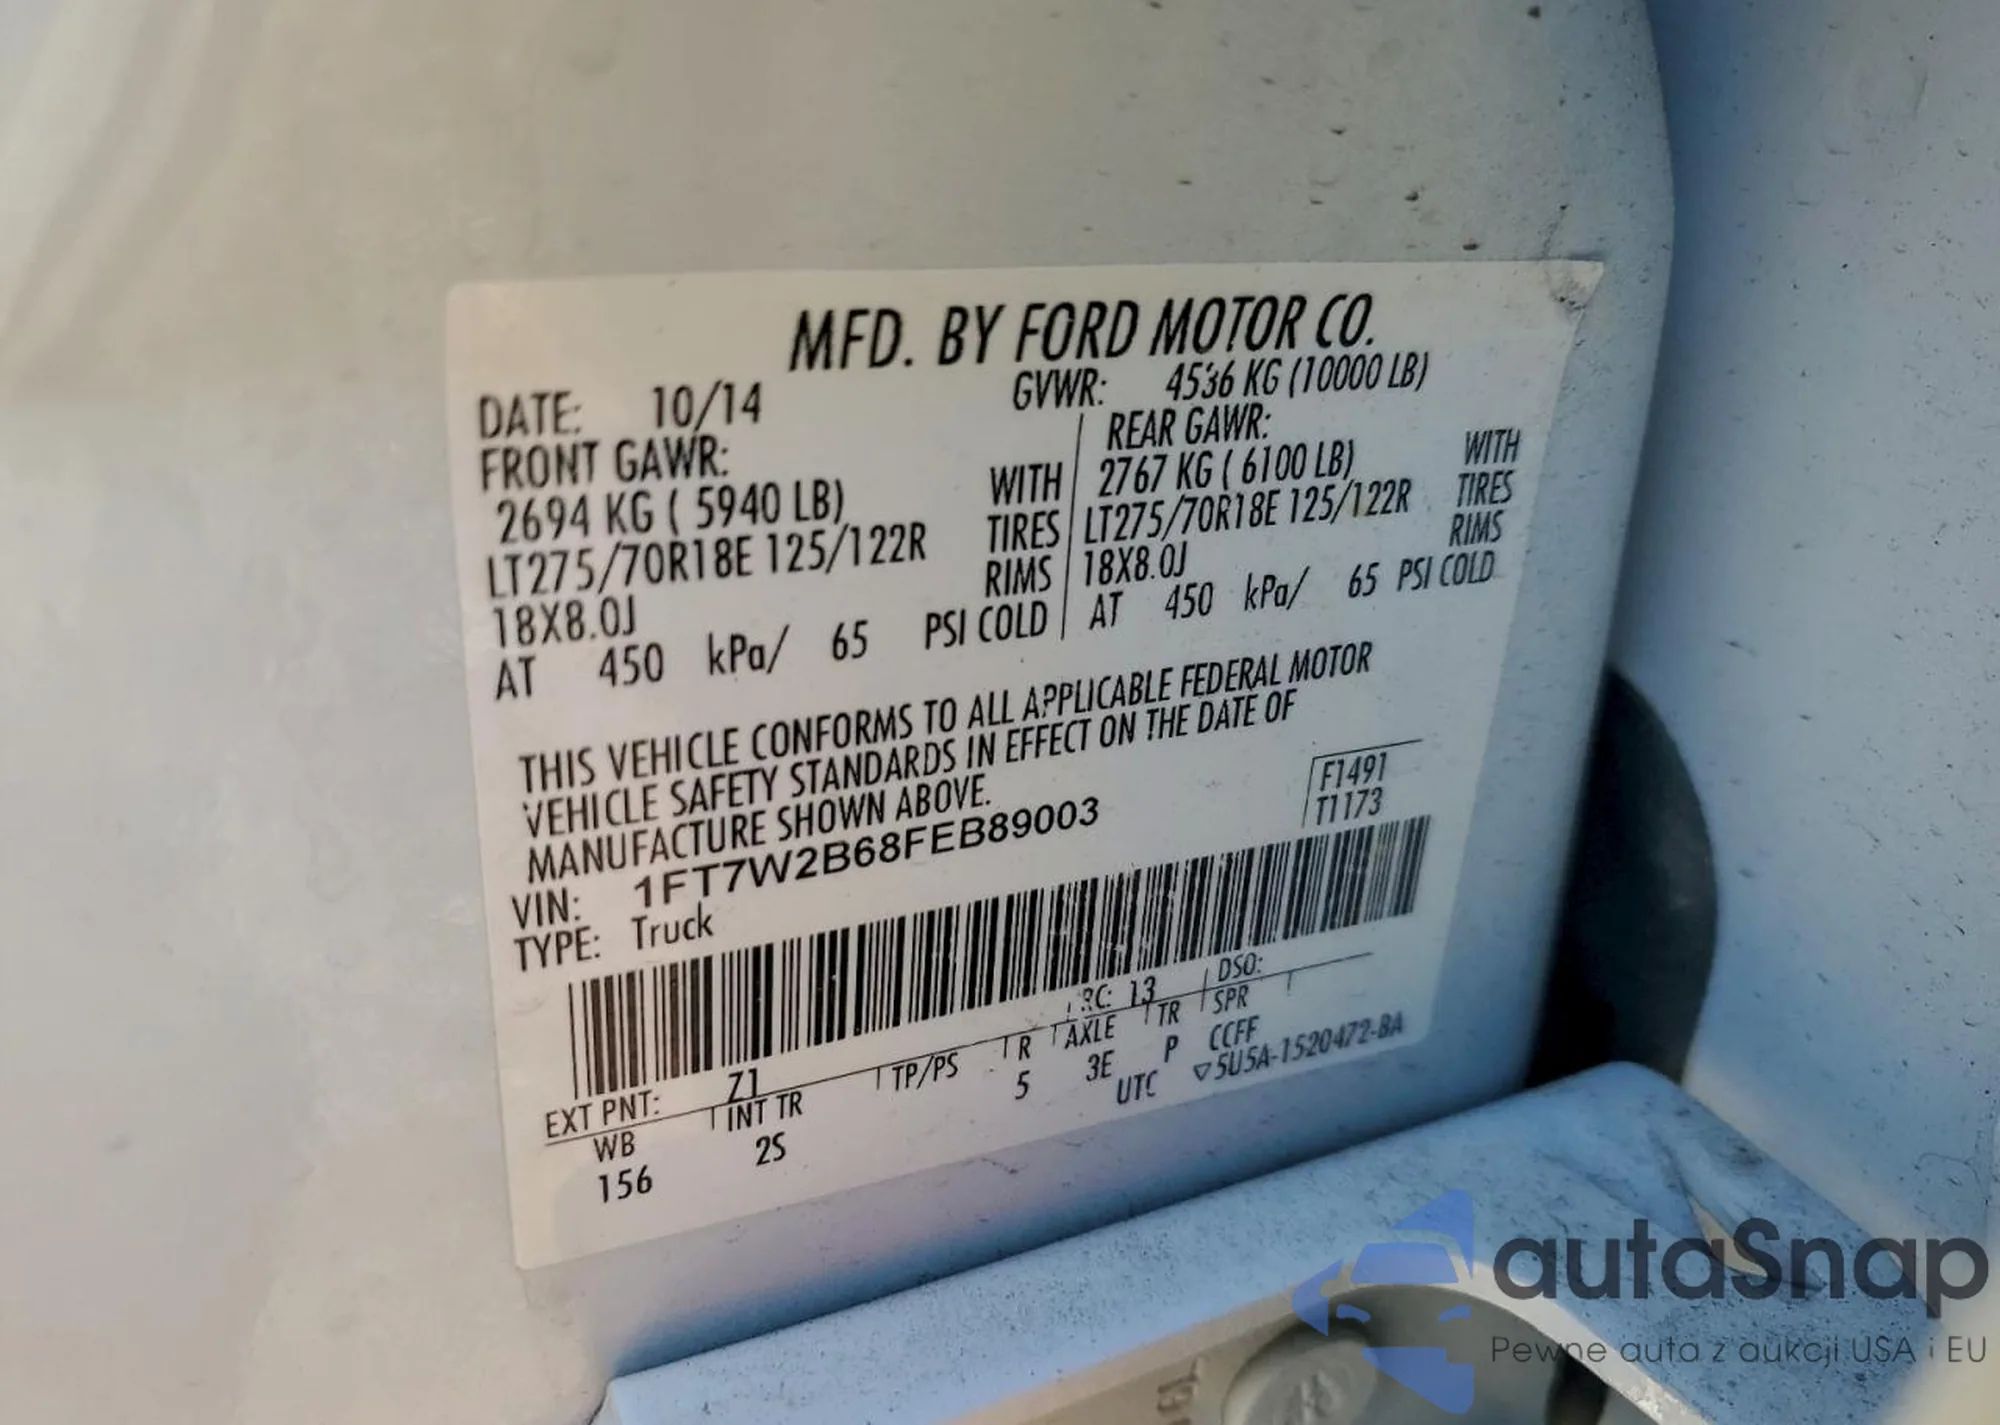 MFD. BY FORD MOTOR CO.
DATE: 10/14 GVWR: 4536 KG (10000 LB)
FRONT GAWR: REAR GAWR:
2694 KG ( 5940 LB) WITH 2767 KG ( 6100 LB) WITH
LT275/70R18E 125/122R TIRES LT275/70R18E 125/122R TIRES
18X8.0J RIMS 18X8.0J RIMS
AT 450 kPa/ 65 PSI COLD AT 450 kPa/ 65 PSI COLD
THIS VEHICLE CONFORMS TO ALL APPLICABLE FEDERAL MOTOR
VEHICLE SAFETY STANDARDS IN EFFECT ON THE DATE OF
MANUFACTURE SHOWN ABOVE.
F1491
VIN: 1FT7W2B68FEB89003
T1173
TYPE: Truck
EXT PNT: Z1 RC: 13 DSO:
WB INT TR TP/PS R AXLE TR SPR
156 2S 5 3E P CCFF
UTC ▽5U5A-1520472-BA
autaSnap
Pewne auta z aukcji USA i EU